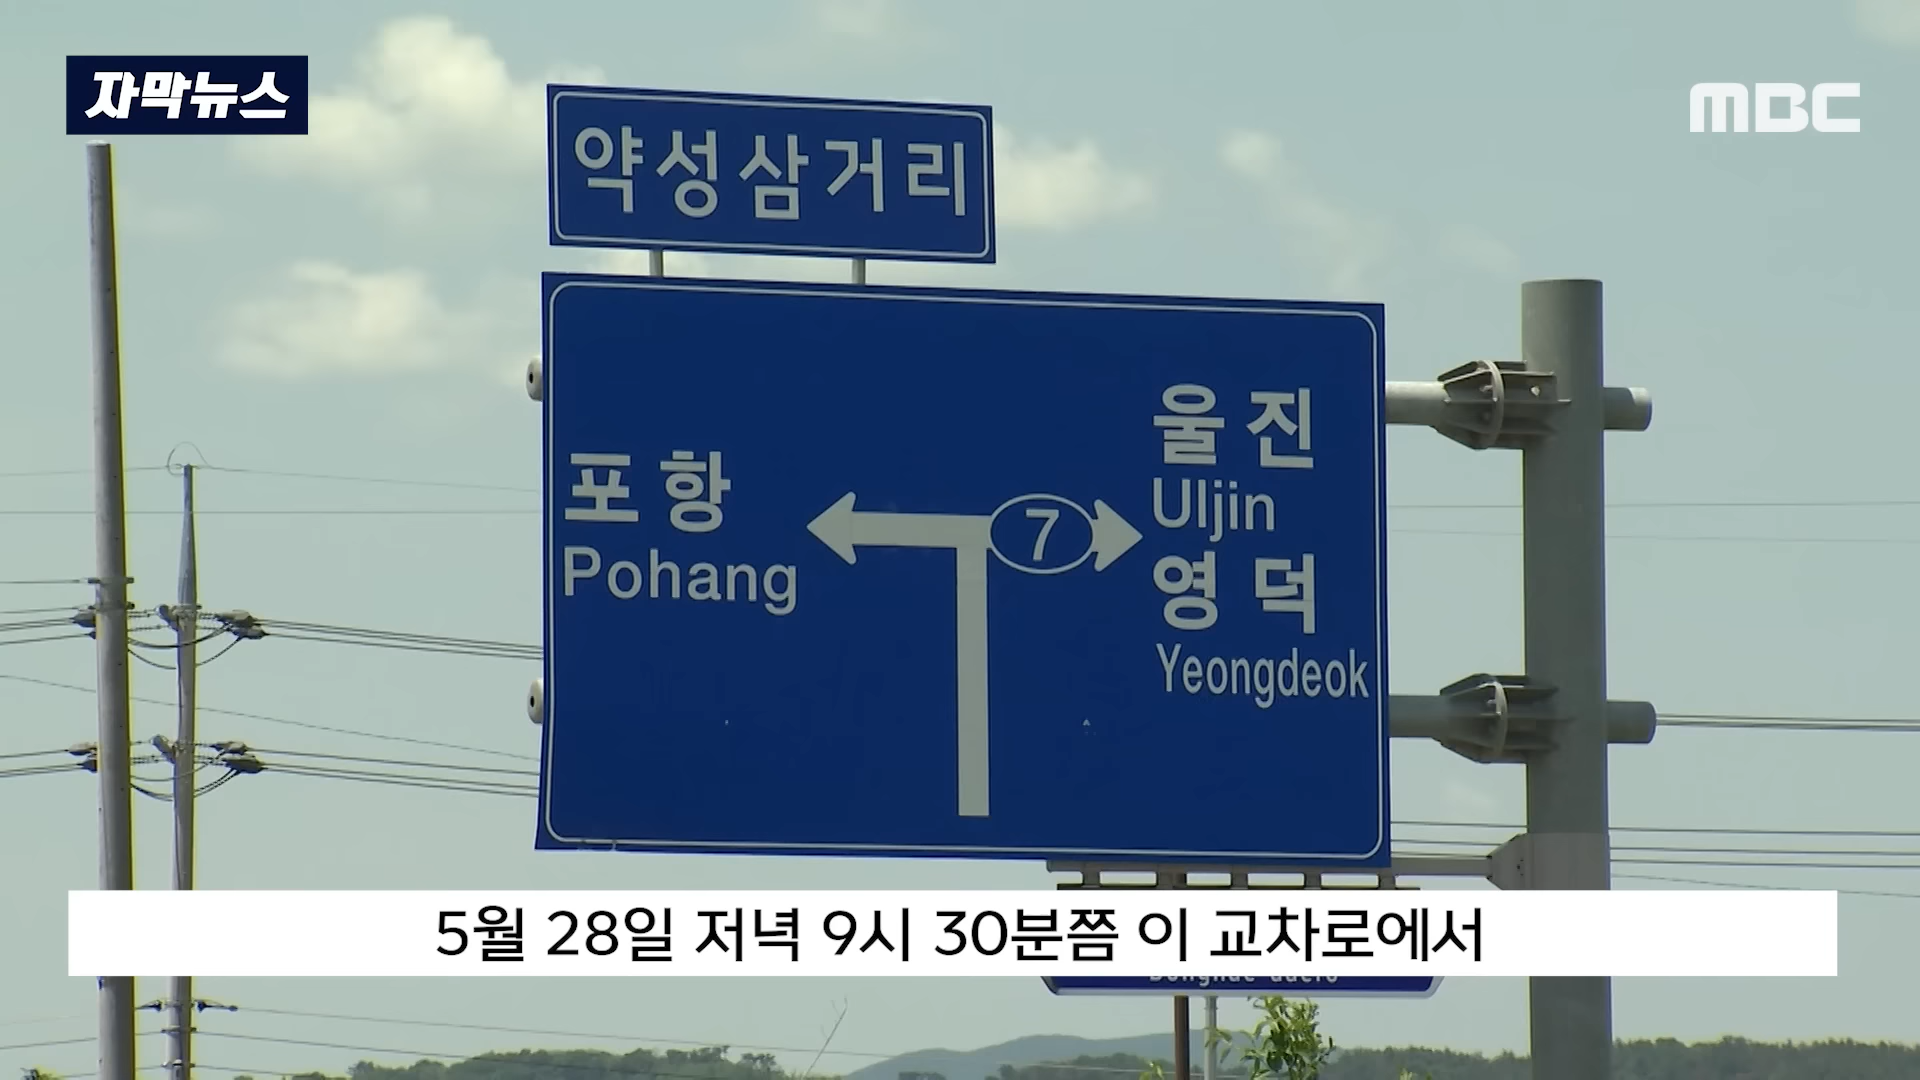 자막뉴스
MBC
약성삼거리
포항
Pohang
7
울진
Uljin
영덕
Yeongdeok
5월 28일 저녁 9시 30분쯤 이 교차로에서